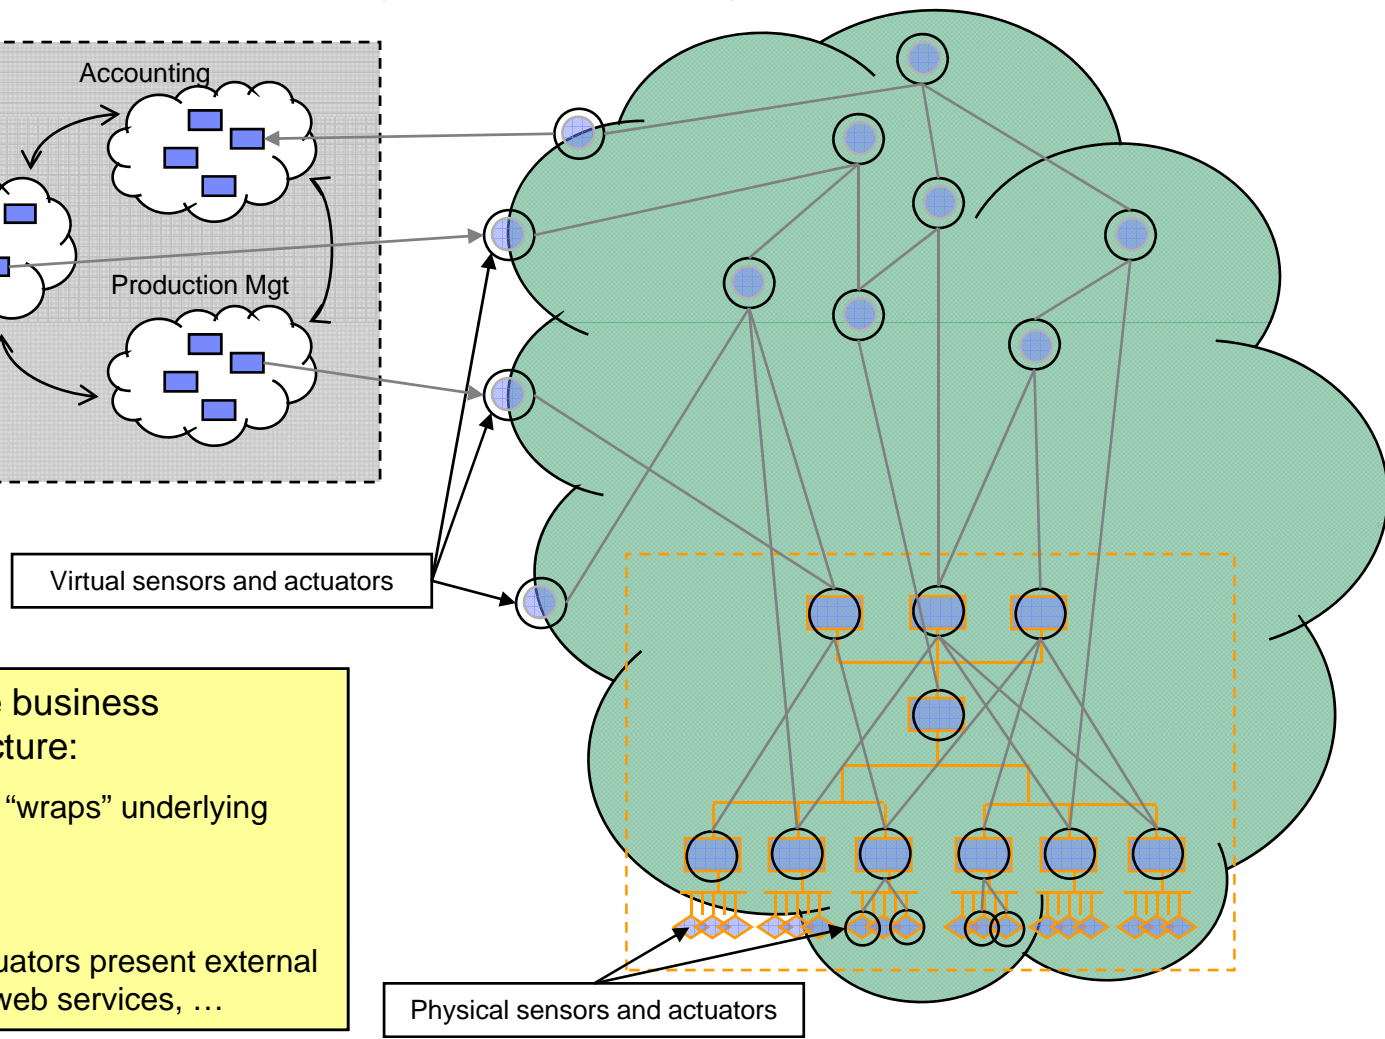 Accounting
Production Mgt
Virtual sensors and actuators
business
cture:
“wraps” underlying
uators present external
web services, …
Physical sensors and actuators